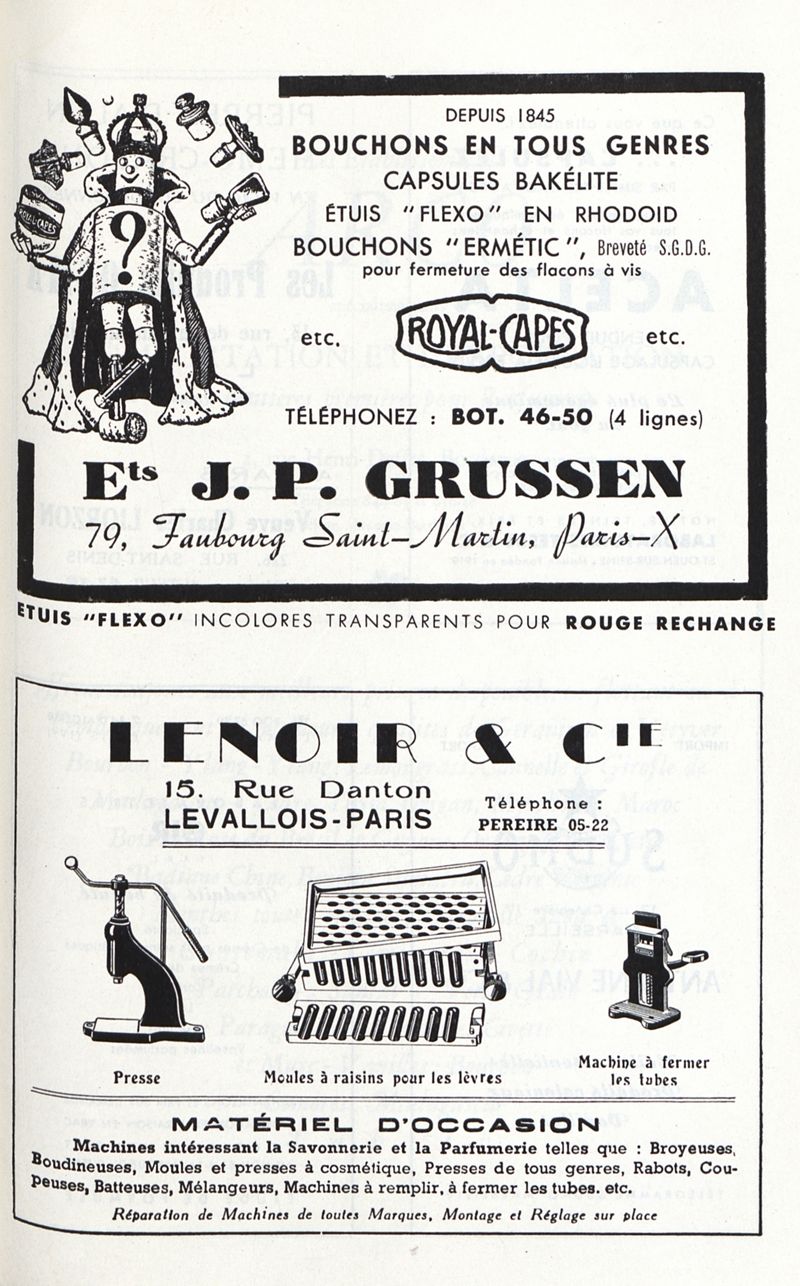 DEPUIS 1845
BOUCHONS EN TOUS GENRES
CAPSULES BAKÉLITE
ÉTUIS "FLEXO" EN RHODOID
BOUCHONS "ERMÉTIC", Breveté S.G.D.G.
pour fermeture des flacons à vis
ROYAL-CAPES
?
etc. ROYAL-CAPES etc.
TÉLÉPHONEZ : BOT. 46-50 (4 lignes)
Ets J. P. GRUSSEN
79, Faubourg Saint-Martin, Paris-X
ETUIS "FLEXO" INCOLORES TRANSPARENTS POUR ROUGE RECHANGE
LENOIR & CIE
15. Rue Danton
LEVALLOIS-PARIS
Téléphone :
PEREIRE 05-22
Presse
Moules à raisins pour les lèvres
Machine à fermer
les tubes
MATÉRIEL D'OCCASION
Machines intéressant la Savonnerie et la Parfumerie telles que : Broyeuses,
Boudineuses, Moules et presses à cosmétique, Presses de tous genres, Rabots, Cou-
peuses, Batteuses, Mélangeurs, Machines à remplir, à fermer les tubes. etc.
Réparation de Machines de toutes Marques, Montage et Réglage sur place